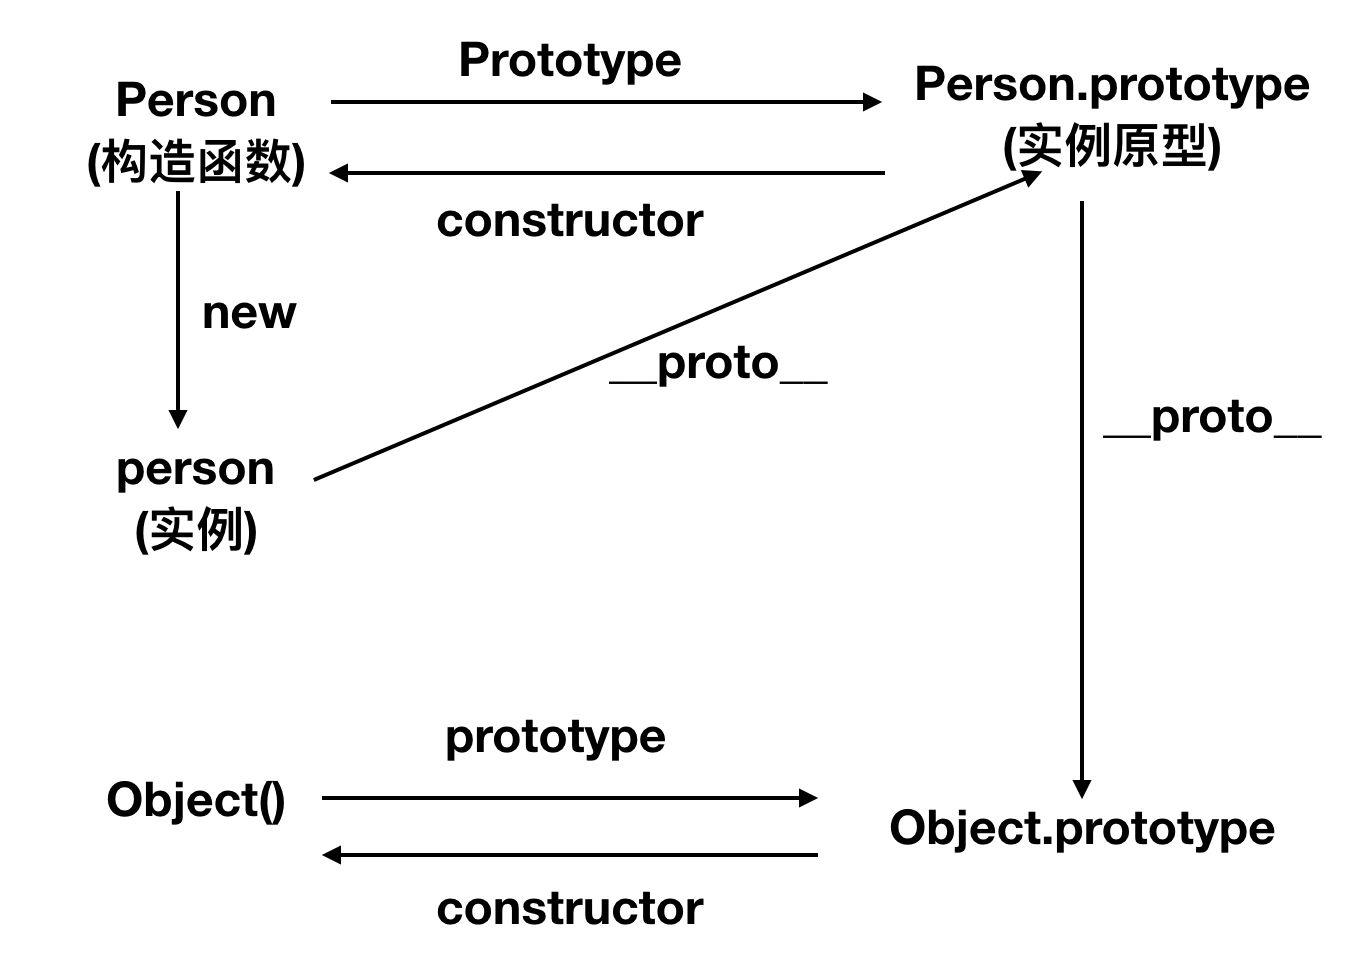 Prototype
Person
(构造函数)
Person.prototype
(实例原型)
constructor
new
__proto__
__proto__
person
(实例)
prototype
Object()
Object.prototype
constructor